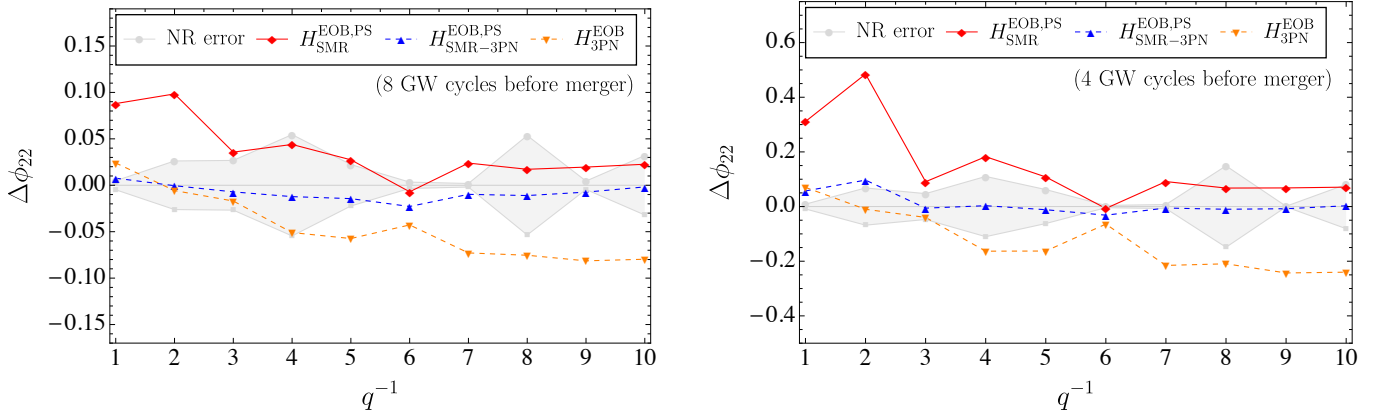 NR error H_SMR^EOB,PS H_SMR−3PN^EOB,PS H_3PN^EOB
(8 GW cycles before merger)
Δϕ_22
0.15
0.10
0.05
0.00
−0.05
−0.10
−0.15
1 2 3 4 5 6 7 8 9 10
q^−1
NR error H_SMR^EOB,PS H_SMR−3PN^EOB,PS H_3PN^EOB
(4 GW cycles before merger)
Δϕ_22
0.6
0.4
0.2
0.0
−0.2
−0.4
1 2 3 4 5 6 7 8 9 10
q^−1